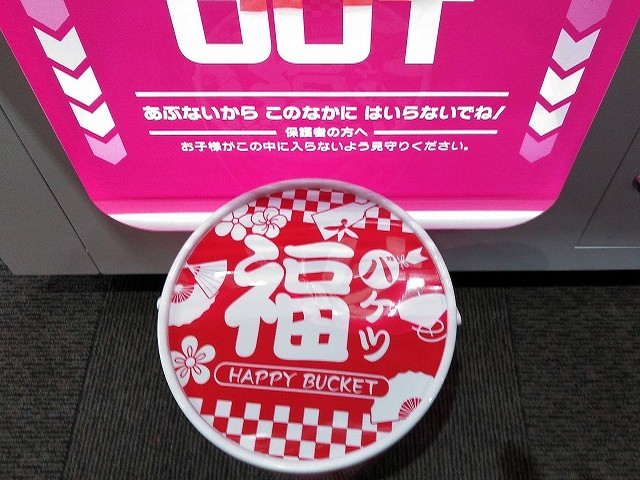 OUT
あぶないから このなかに はいらないでね!
保護者の方へ
お子様がこの中に入らないよう見守りください。
福バケツ
HAPPY BUCKET